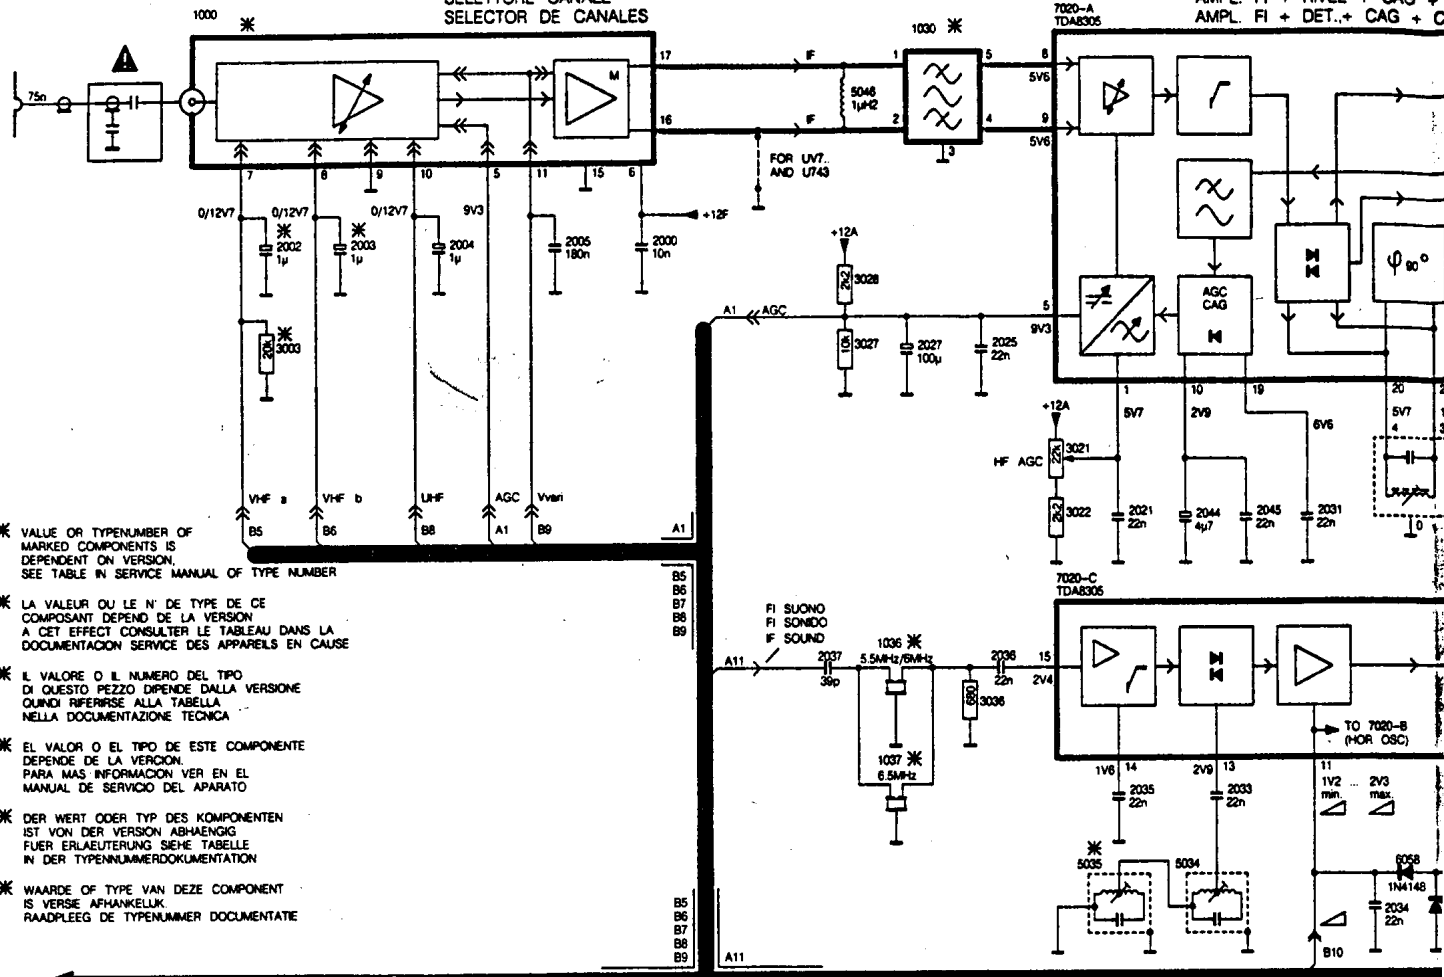 SELECTOR DE CANALES
1000
17
IF
1
1030
5
7020-A
TDA8305
AMPL. FI + DET.,+ CAG + C
8
5V6
75n
M
5046
1µH2
16
IF
2
4
9
5V6
3
FOR UV7..
AND U743
7
8
9
10
5
11
15
6
0/12V7
0/12V7
0/12V7
9V3
+12F
2002
1µ
2003
1µ
2004
1µ
2005
180n
2000
10n
+12A
2k2
3028
A1
AGC
5
9V3
10k
3027
2027
100µ
2025
22n
AGC
CAG
φ 90°
20k
3003
1
10
19
20
5V7
2V9
6V6
5V7
4
+12A
HF AGC
22k
3021
2k2
3022
2021
22n
2044
4µ7
2045
22n
2031
22n
0
VHF a
VHF b
UHF
AGC
Vvari
B5
B6
B8
A1
B9
A1
VALUE OR TYPENUMBER OF
MARKED COMPONENTS IS
DEPENDENT ON VERSION,
SEE TABLE IN SERVICE MANUAL OF TYPE NUMBER
B5
B6
B7
B8
B9
LA VALEUR OU LE N' DE TYPE DE CE
COMPOSANT DEPEND DE LA VERSION
A CET EFFECT CONSULTER LE TABLEAU DANS LA
DOCUMENTACION SERVICE DES APPAREILS EN CAUSE
IL VALORE O IL NUMERO DEL TIPO
DI QUESTO PEZZO DIPENDE DALLA VERSIONE
QUINDI RIFERIRSE ALLA TABELLA
NELLA DOCUMENTAZIONE TECNICA
EL VALOR O EL TIPO DE ESTE COMPONENTE
DEPENDE DE LA VERCION.
PARA MAS INFORMACION VER EN EL
MANUAL DE SERVICIO DEL APARATO
DER WERT ODER TYP DES KOMPONENTEN
IST VON DER VERSION ABHAENGIG
FUER ERLAEUTERUNG SIEHE TABELLE
IN DER TYPENNUMMERDOKUMENTATION
WAARDE OF TYPE VAN DEZE COMPONENT
IS VERSIE AFHANKELIJK.
RAADPLEEG DE TYPENUMMER DOCUMENTATIE
7020-C
TDA8305
FI SUONO
FI SONIDO
IF SOUND
A11
2037
39p
1036
5.5MHz/6MHz
2036
22n
15
2V4
680
3036
1037
6.5MHz
TO 7020-B
(HOR OSC)
1V6
14
2V9
13
11
2035
22n
2033
22n
1V2 ... 2V3
min. max.
5035
5034
6058
1N4148
2034
22n
B10
B5
B6
B7
B8
B9
A11